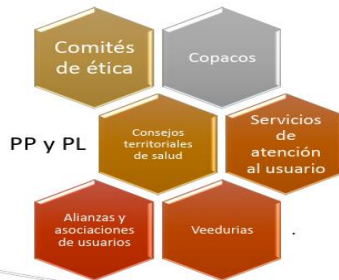 Comités
de ética
Copacos
PP y PL
Consejos
territoriales
de salud
Servicios
de
atención
al usuario
Alianzas y
asociaciones
de usuarios
Veedurias
.